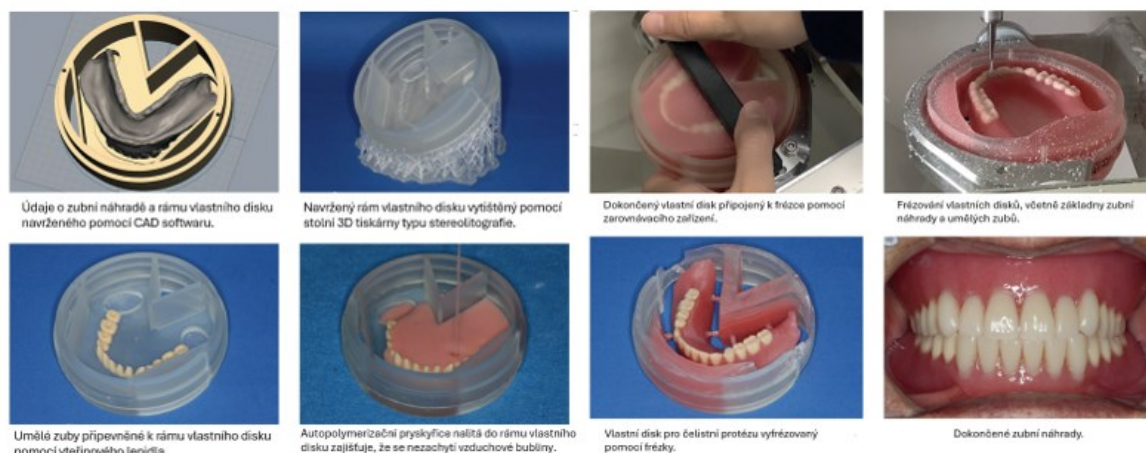 Údaje o zubní náhradě a rámu vlastního disku
navrženého pomocí CAD softwaru.
Navržený rám vlastního disku vytištěný pomocí
stolní 3D tiskárny typu stereolitografie.
Dokončený vlastní disk připojený k frézce pomocí
zarovnávacího zařízení.
Frézování vlastních disků, včetně základny zubní
náhrady a umělých zubů.
Umělé zuby připevněné k rámu vlastního disku
pomocí vteřinového lepidla.
Autopolymerizační pryskyřice nalitá do rámu vlastního
disku zajišťuje, že se nezachytí vzduchové bubliny.
Vlastní disk pro čelistní protézu vyfrézovaný
pomocí frézky.
Dokončené zubní náhrady.